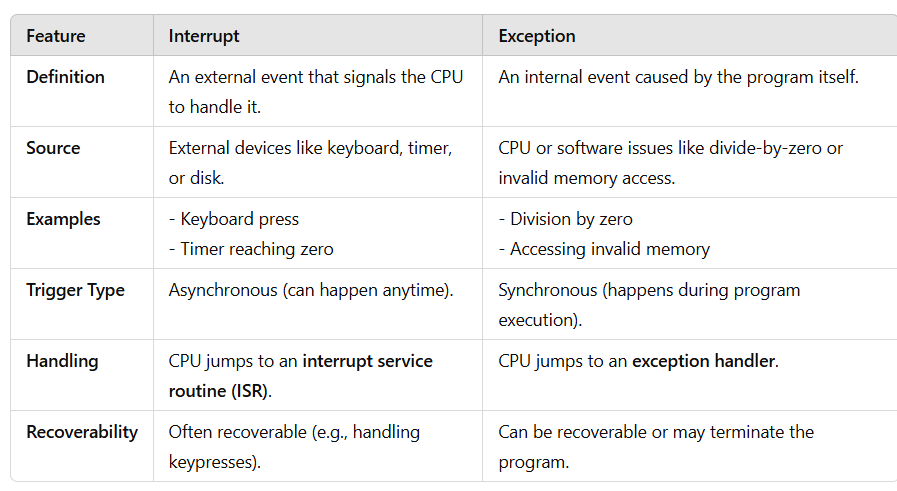 Feature Interrupt Exception
Definition An external event that signals the CPU An internal event caused by the program itself.
to handle it.
Source External devices like keyboard, timer, CPU or software issues like divide-by-zero or
or disk. invalid memory access.
Examples - Keyboard press - Division by zero
- Timer reaching zero - Accessing invalid memory
Trigger Type Asynchronous (can happen anytime). Synchronous (happens during program
execution).
Handling CPU jumps to an interrupt service CPU jumps to an exception handler.
routine (ISR).
Recoverability Often recoverable (e.g., handling Can be recoverable or may terminate the
keypresses). program.